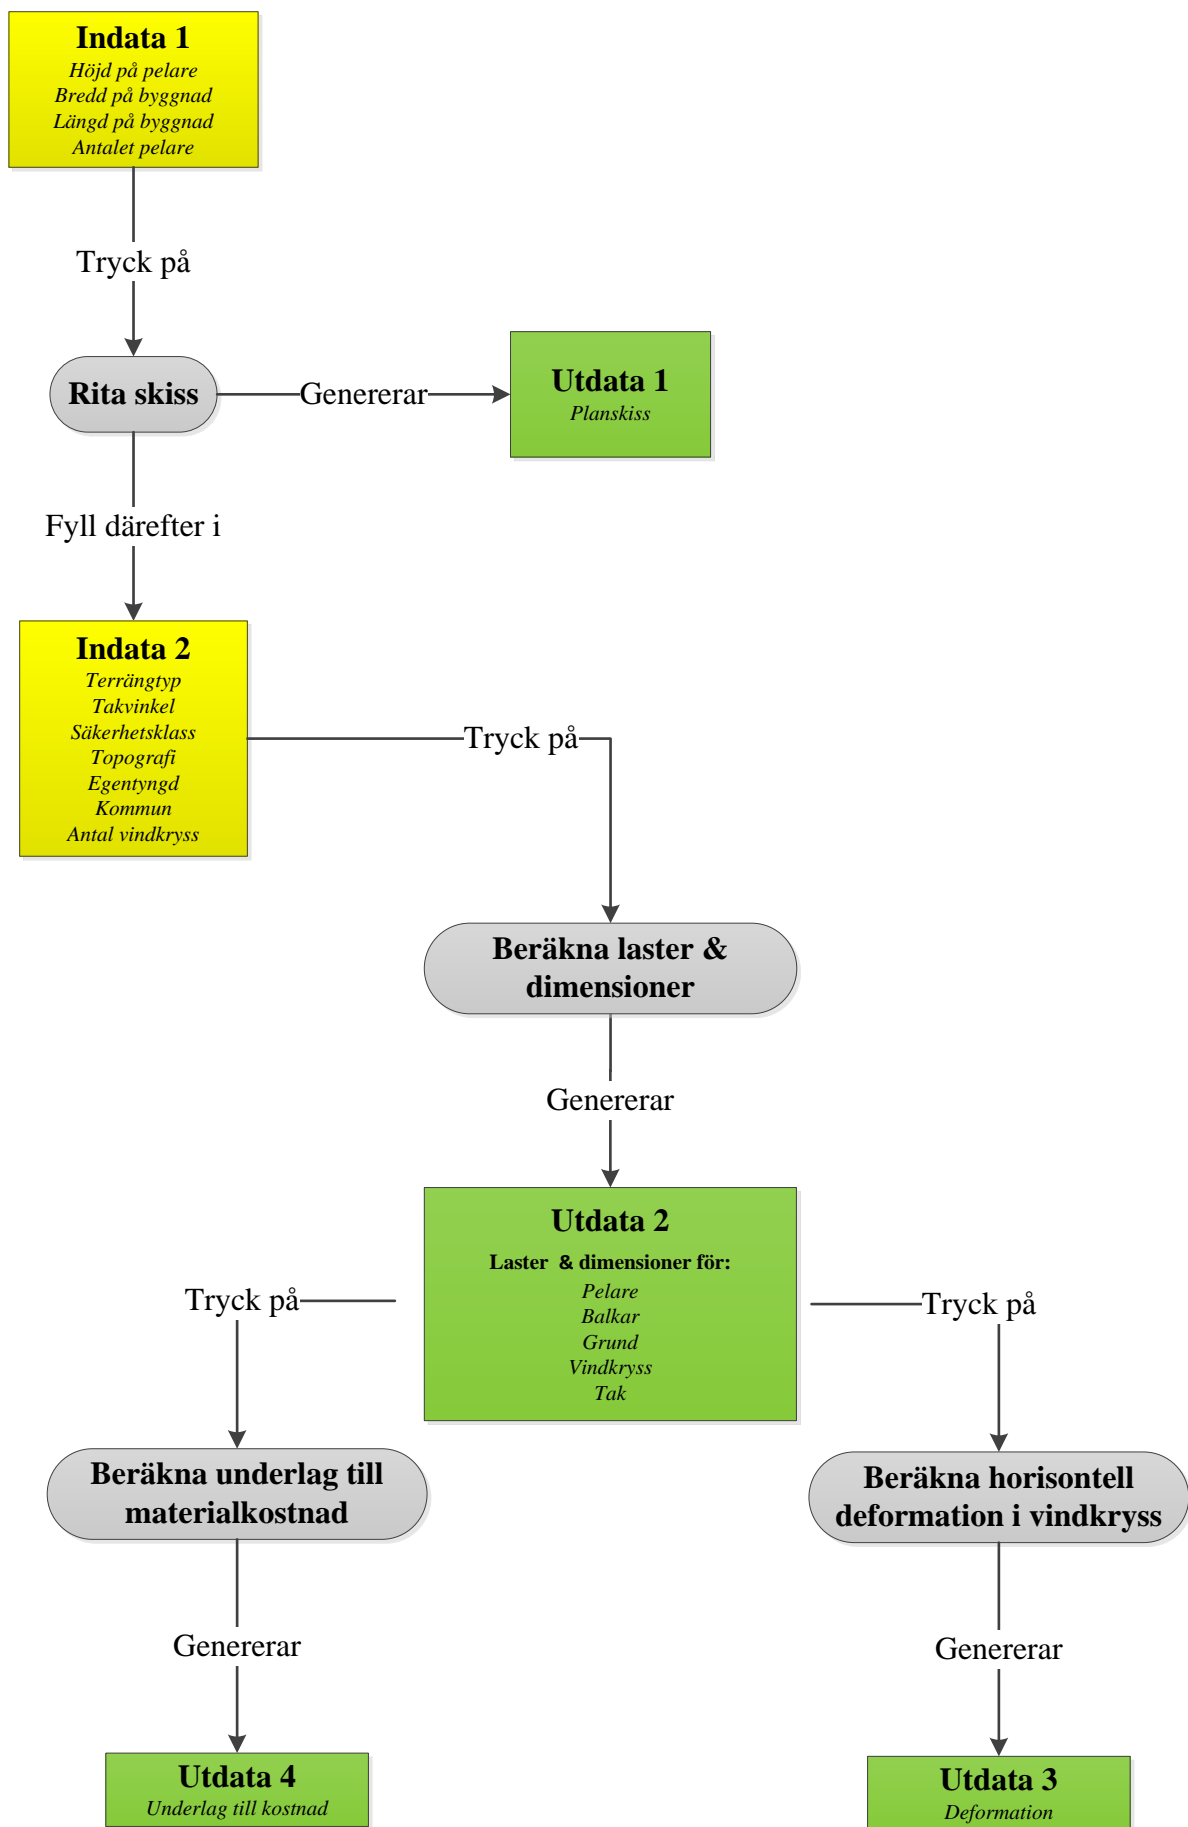 Indata 1
Höjd på pelare
Bredd på byggnad
Längd på byggnad
Antalet pelare
Tryck på
Rita skiss
Genererar
Utdata 1
Planskiss
Fyll därefter i
Indata 2
Terrängtyp
Takvinkel
Säkerhetsklass
Topografi
Egentyngd
Kommun
Antal vindkryss
Tryck på
Beräkna laster &
dimensioner
Genererar
Utdata 2
Laster & dimensioner för:
Pelare
Balkar
Grund
Vindkryss
Tak
Tryck på
Tryck på
Beräkna underlag till
materialkostnad
Beräkna horisontell
deformation i vindkryss
Genererar
Genererar
Utdata 4
Underlag till kostnad
Utdata 3
Deformation